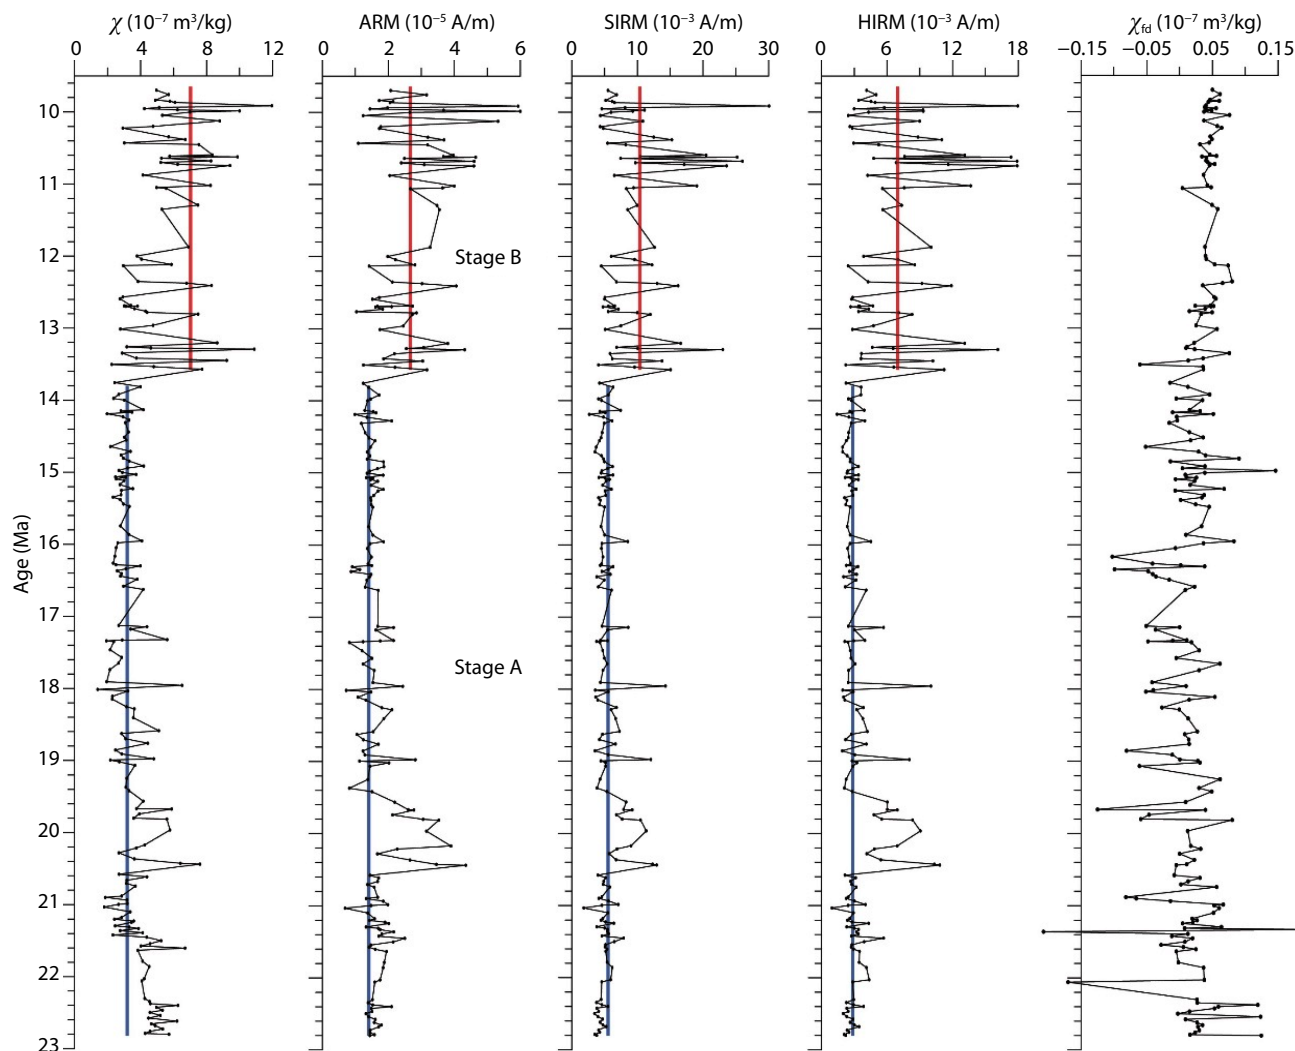 χ (10⁻⁷ m³/kg) ARM (10⁻⁵ A/m) SIRM (10⁻³ A/m) HIRM (10⁻³ A/m) χfd (10⁻⁷ m³/kg)
0 4 8 12 0 2 4 6 0 10 20 30 0 6 12 18 −0.15 −0.05 0.05 0.15
10
11
12
Stage B
13
14
15
16
Age (Ma)
17
Stage A
18
19
20
21
22
23